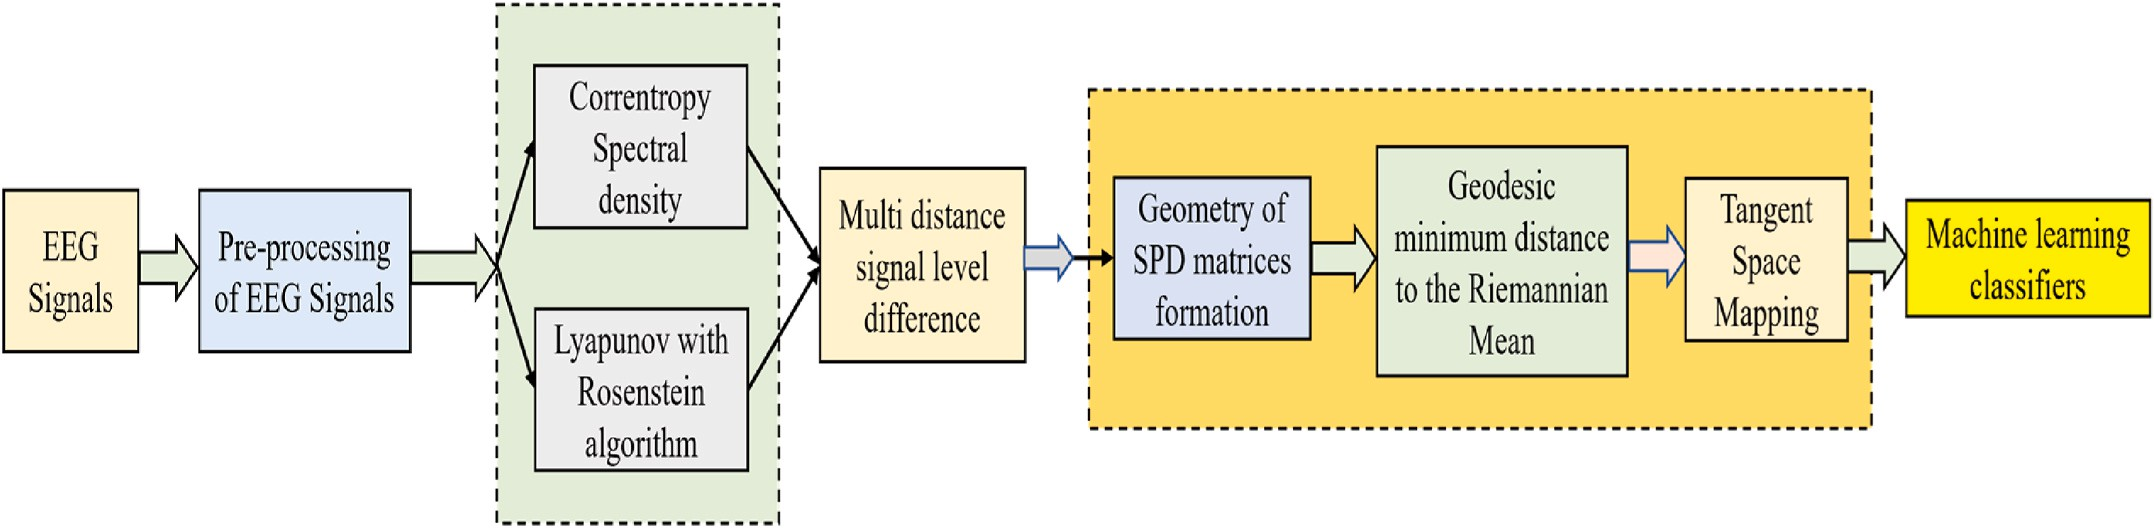 EEG
Signals
Pre-processing
of EEG Signals
Correntropy
Spectral
density
Lyapunov with
Rosenstein
algorithm
Multi distance
signal level
difference
Geometry of
SPD matrices
formation
Geodesic
minimum distance
to the Riemannian
Mean
Tangent
Space
Mapping
Machine learning
classifiers